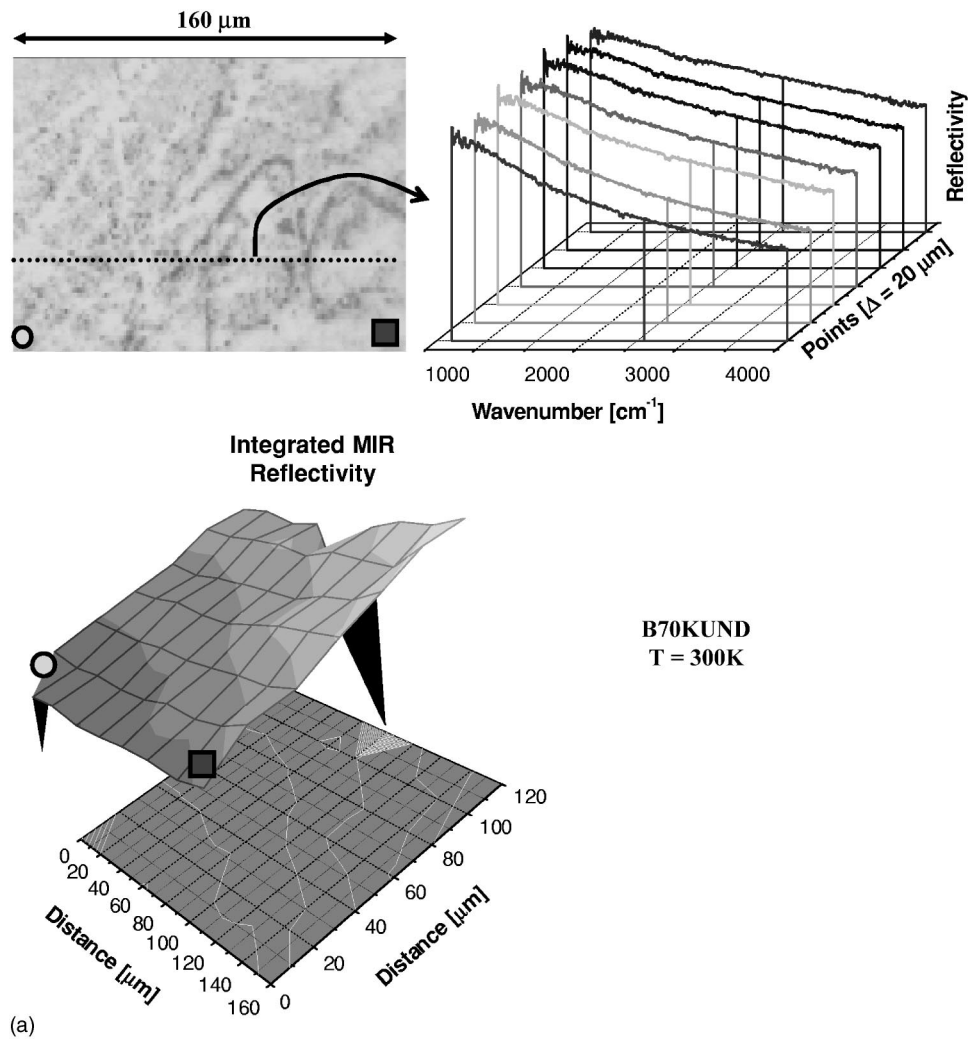 160 μm
Reflectivity
Points [Δ = 20 μm]
1000 2000 3000 4000
Wavenumber [cm⁻¹]
Integrated MIR
Reflectivity
B70KUND
T = 300K
0
20
40
60
80
100
120
140
160
Distance [μm]
0
20
40
60
80
100
120
Distance [μm]
(a)